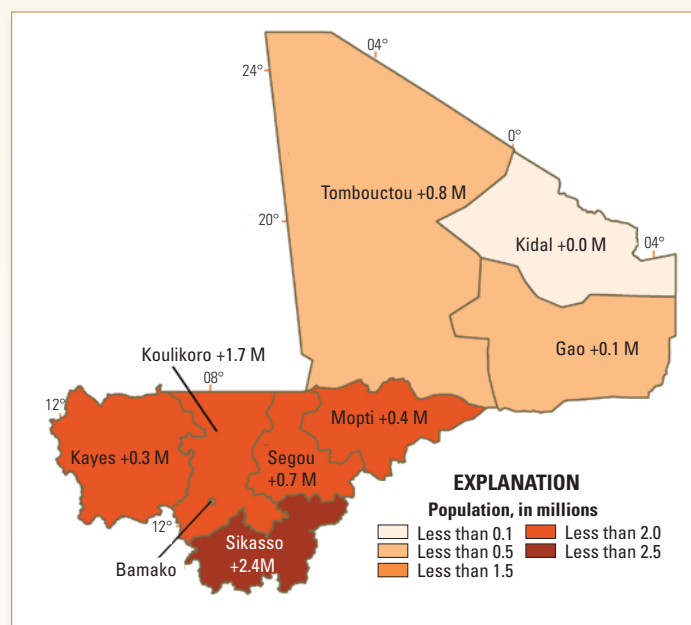 04°
24°
0°
Tombouctou +0.8 M
20°
Kidal +0.0 M
04°
Koulikoro +1.7 M
Gao +0.1 M
08°
12°
Mopti +0.4 M
Kayes +0.3 M
Segou
+0.7 M
12°
Sikasso
+2.4M
Bamako
EXPLANATION
Population, in millions
Less than 0.1
Less than 0.5
Less than 1.5
Less than 2.0
Less than 2.5